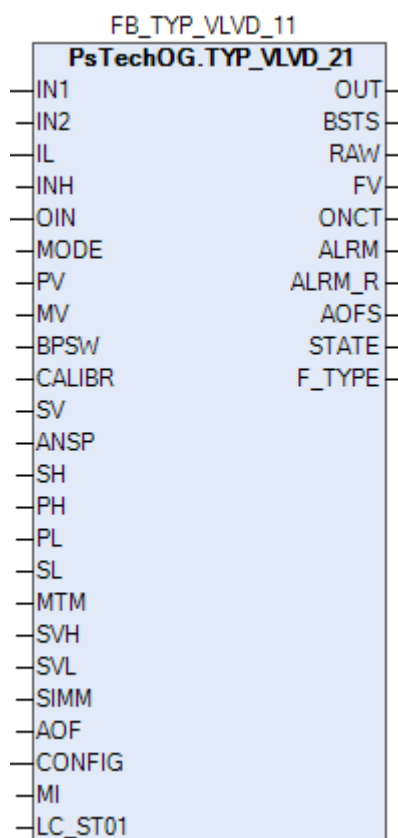 FB_TYP_VLVD_11
PsTechOG.TYP_VLVD_21
IN1 OUT
IN2 BSTS
IL RAW
INH FV
OIN ONCT
MODE ALRM
PV ALRM_R
MV AOFS
BPSW STATE
CALIBR F_TYPE
SV
ANSP
SH
PH
PL
SL
MTM
SVH
SVL
SIMM
AOF
CONFIG
MI
LC_ST01